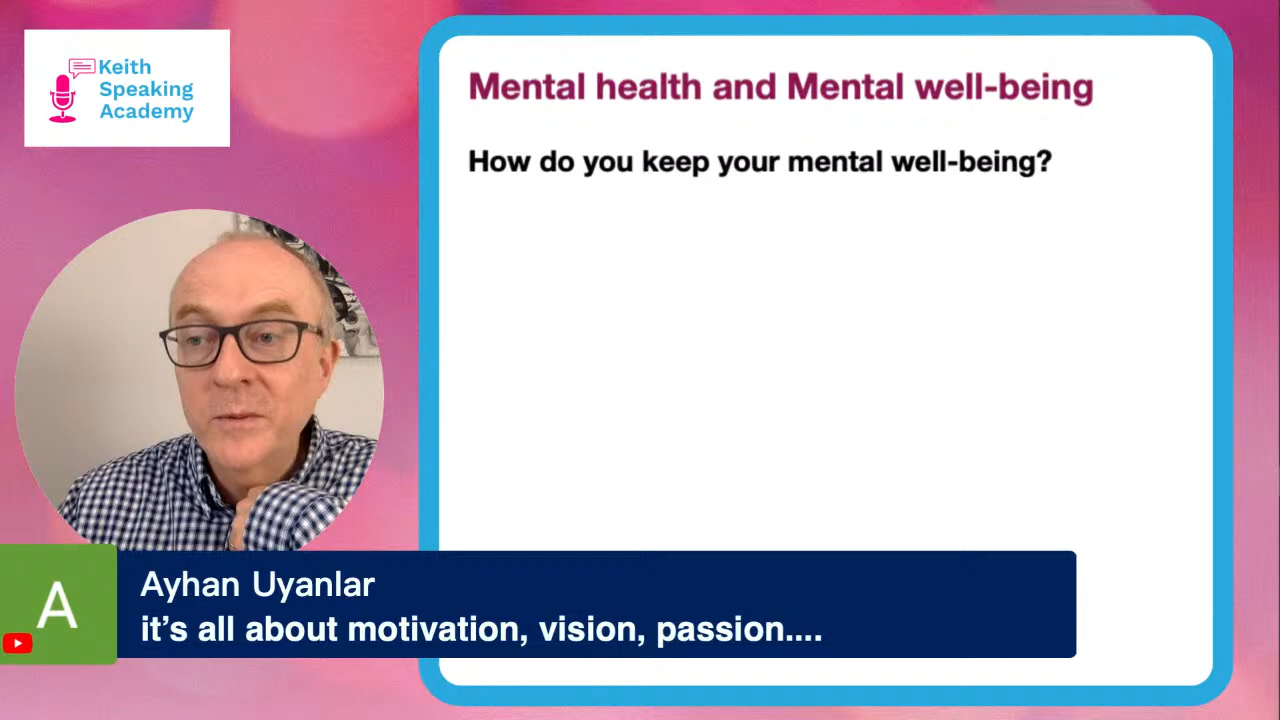 Keith
Speaking
Academy
Mental health and Mental well-being
How do you keep your mental well-being?
A
Ayhan Uyanlar
it's all about motivation, vision, passion....